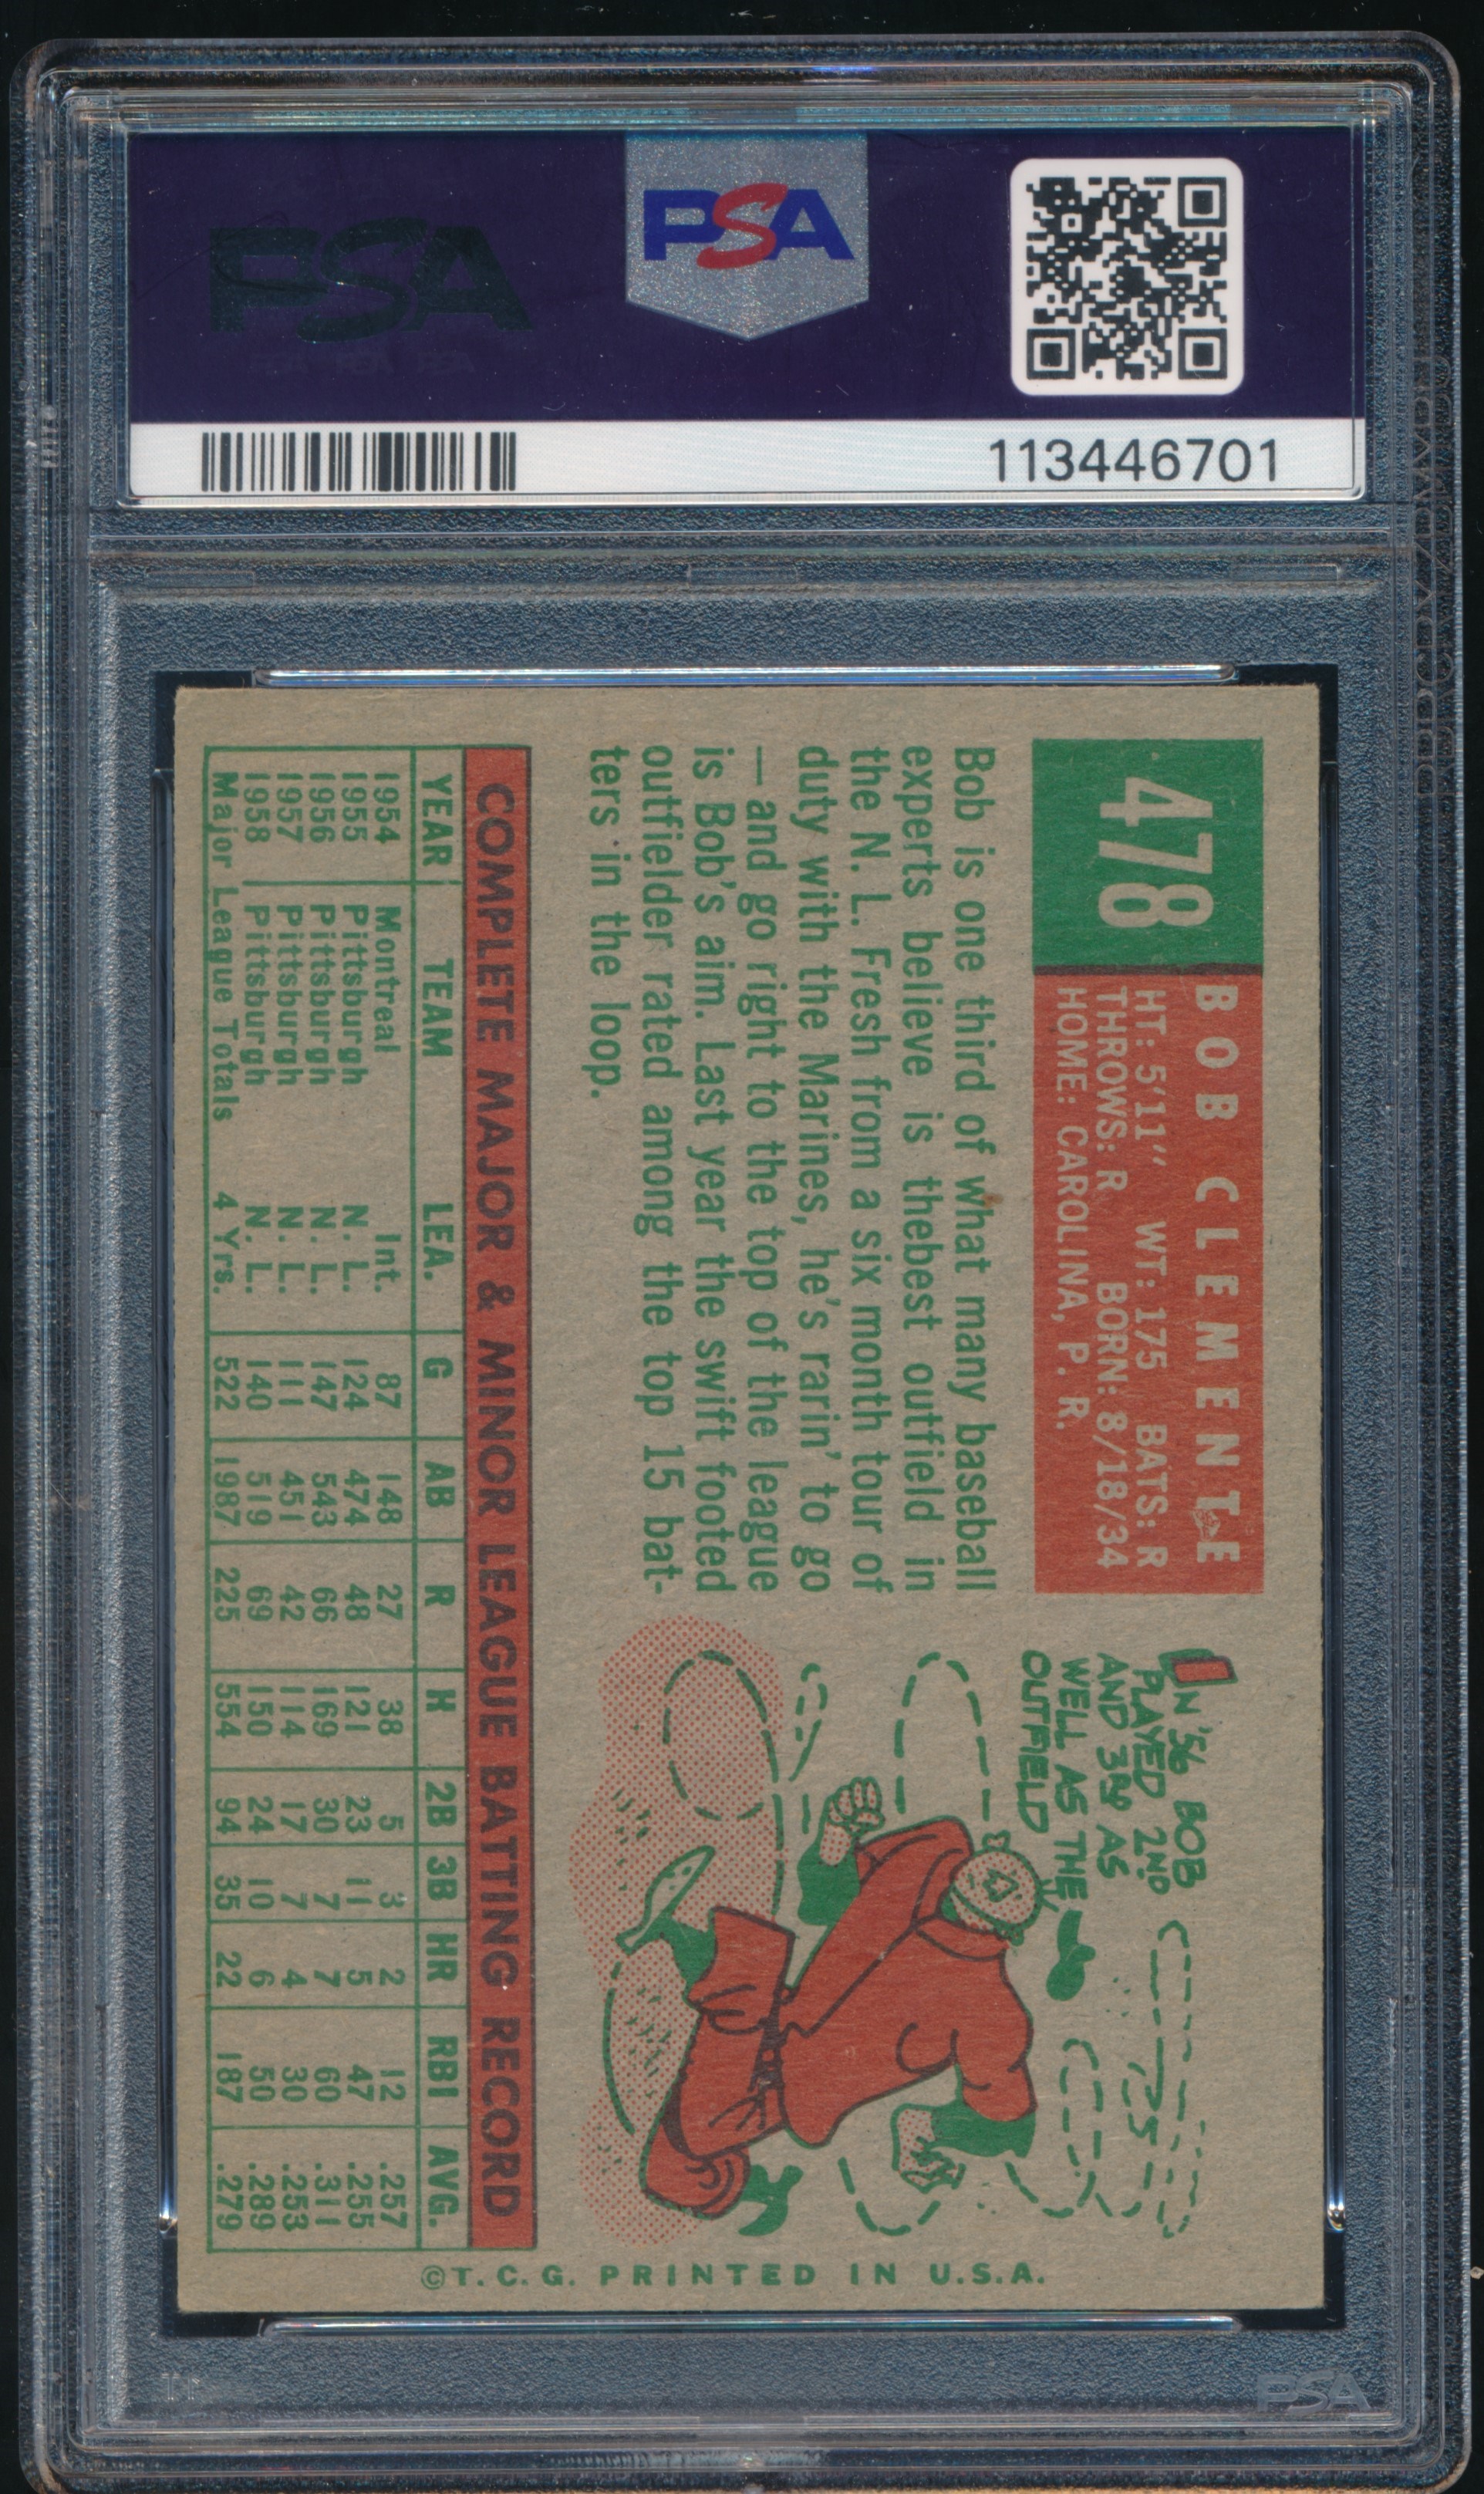 PSA
PSA
113446701
478
BOB CLEMENTE
HT: 5'11" WT: 175 BATS: R
THROWS: R BORN: 8/18/34
HOME: CAROLINA, P. R.
Bob is one third of what many baseball
experts believe is thebest outfield in
the N. L. Fresh from a six month tour of
duty with the Marines, he's rarin' to go
— and go right to the top of the league
is Bob's aim. Last year the swift footed
outfielder rated among the top 15 bat-
ters in the loop.
IN '56 BOB
PLAYED 2ND
AND 3RD AS
WELL AS THE
OUTFIELD
COMPLETE MAJOR & MINOR LEAGUE BATTING RECORD
YEAR TEAM LEA. G AB R H 2B 3B HR RBI AVG.
1954 Montreal Int. 87 148 27 38 5 3 2 12 .257
1955 Pittsburgh N. L. 124 474 48 121 23 11 5 47 .255
1956 Pittsburgh N. L. 147 543 66 169 30 7 7 60 .311
1957 Pittsburgh N. L. 111 451 42 114 17 7 4 30 .253
1958 Pittsburgh N. L. 140 519 69 150 24 10 6 50 .289
Major League Totals 4 Yrs. 522 1987 225 554 94 35 22 187 .279
©T. C. G. PRINTED IN U.S.A.
PSA